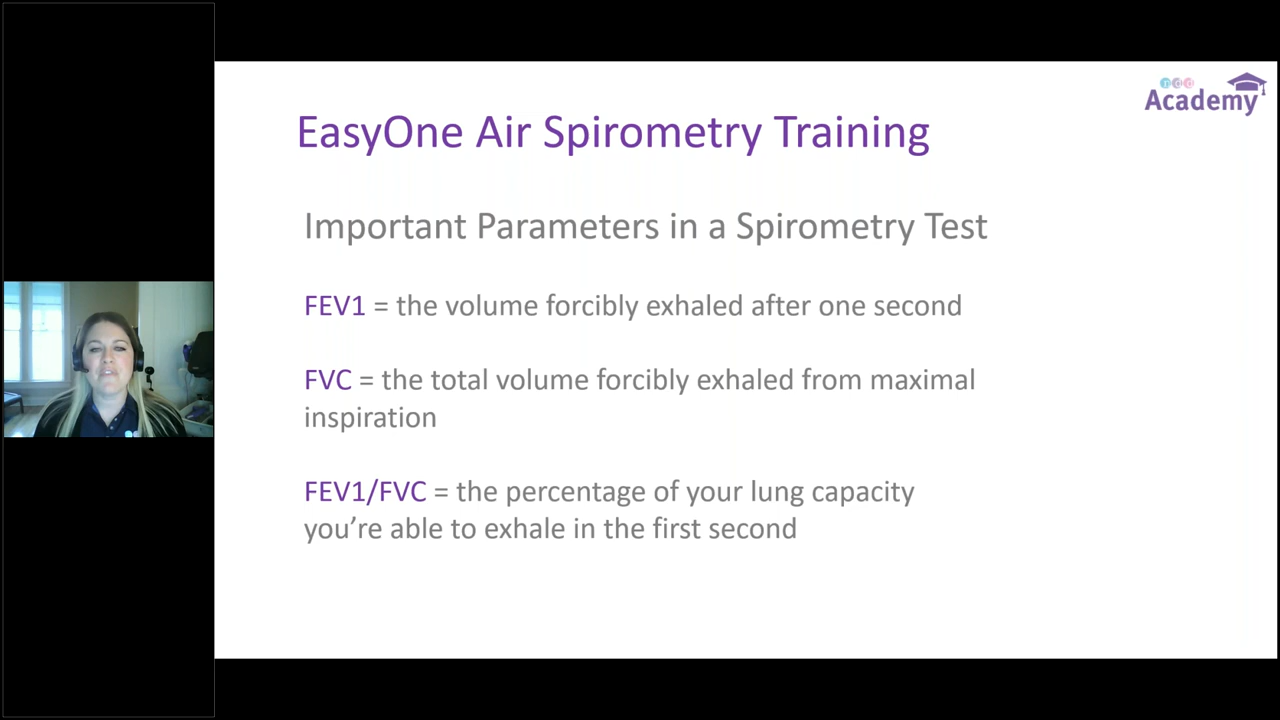 Academy
EasyOne Air Spirometry Training
Important Parameters in a Spirometry Test
FEV1 = the volume forcibly exhaled after one second
FVC = the total volume forcibly exhaled from maximal
inspiration
FEV1/FVC = the percentage of your lung capacity
you're able to exhale in the first second